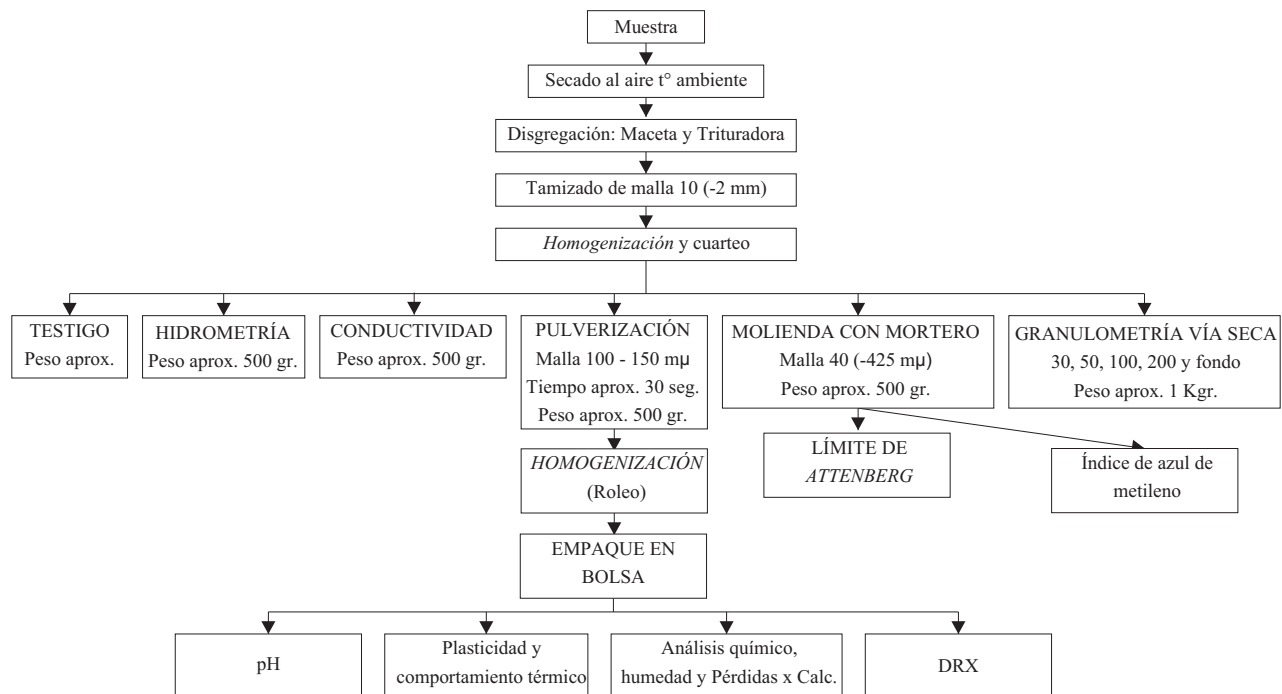 Muestra
Secado al aire t° ambiente
Disgregación: Maceta y Trituradora
Tamizado de malla 10 (-2 mm)
Homogenización y cuarteo
TESTIGO
Peso aprox.
HIDROMETRÍA
Peso aprox. 500 gr.
CONDUCTIVIDAD
Peso aprox. 500 gr.
PULVERIZACIÓN
Malla 100 - 150 mµ
Tiempo aprox. 30 seg.
Peso aprox. 500 gr.
MOLIENDA CON MORTERO
Malla 40 (-425 mµ)
Peso aprox. 500 gr.
GRANULOMETRÍA VÍA SECA
30, 50, 100, 200 y fondo
Peso aprox. 1 Kgr.
HOMOGENIZACIÓN
(Roleo)
LÍMITE DE
ATTENBERG
Índice de azul de
metileno
EMPAQUE EN
BOLSA
pH
Plasticidad y
comportamiento térmico
Análisis químico,
humedad y Pérdidas x Calc.
DRX